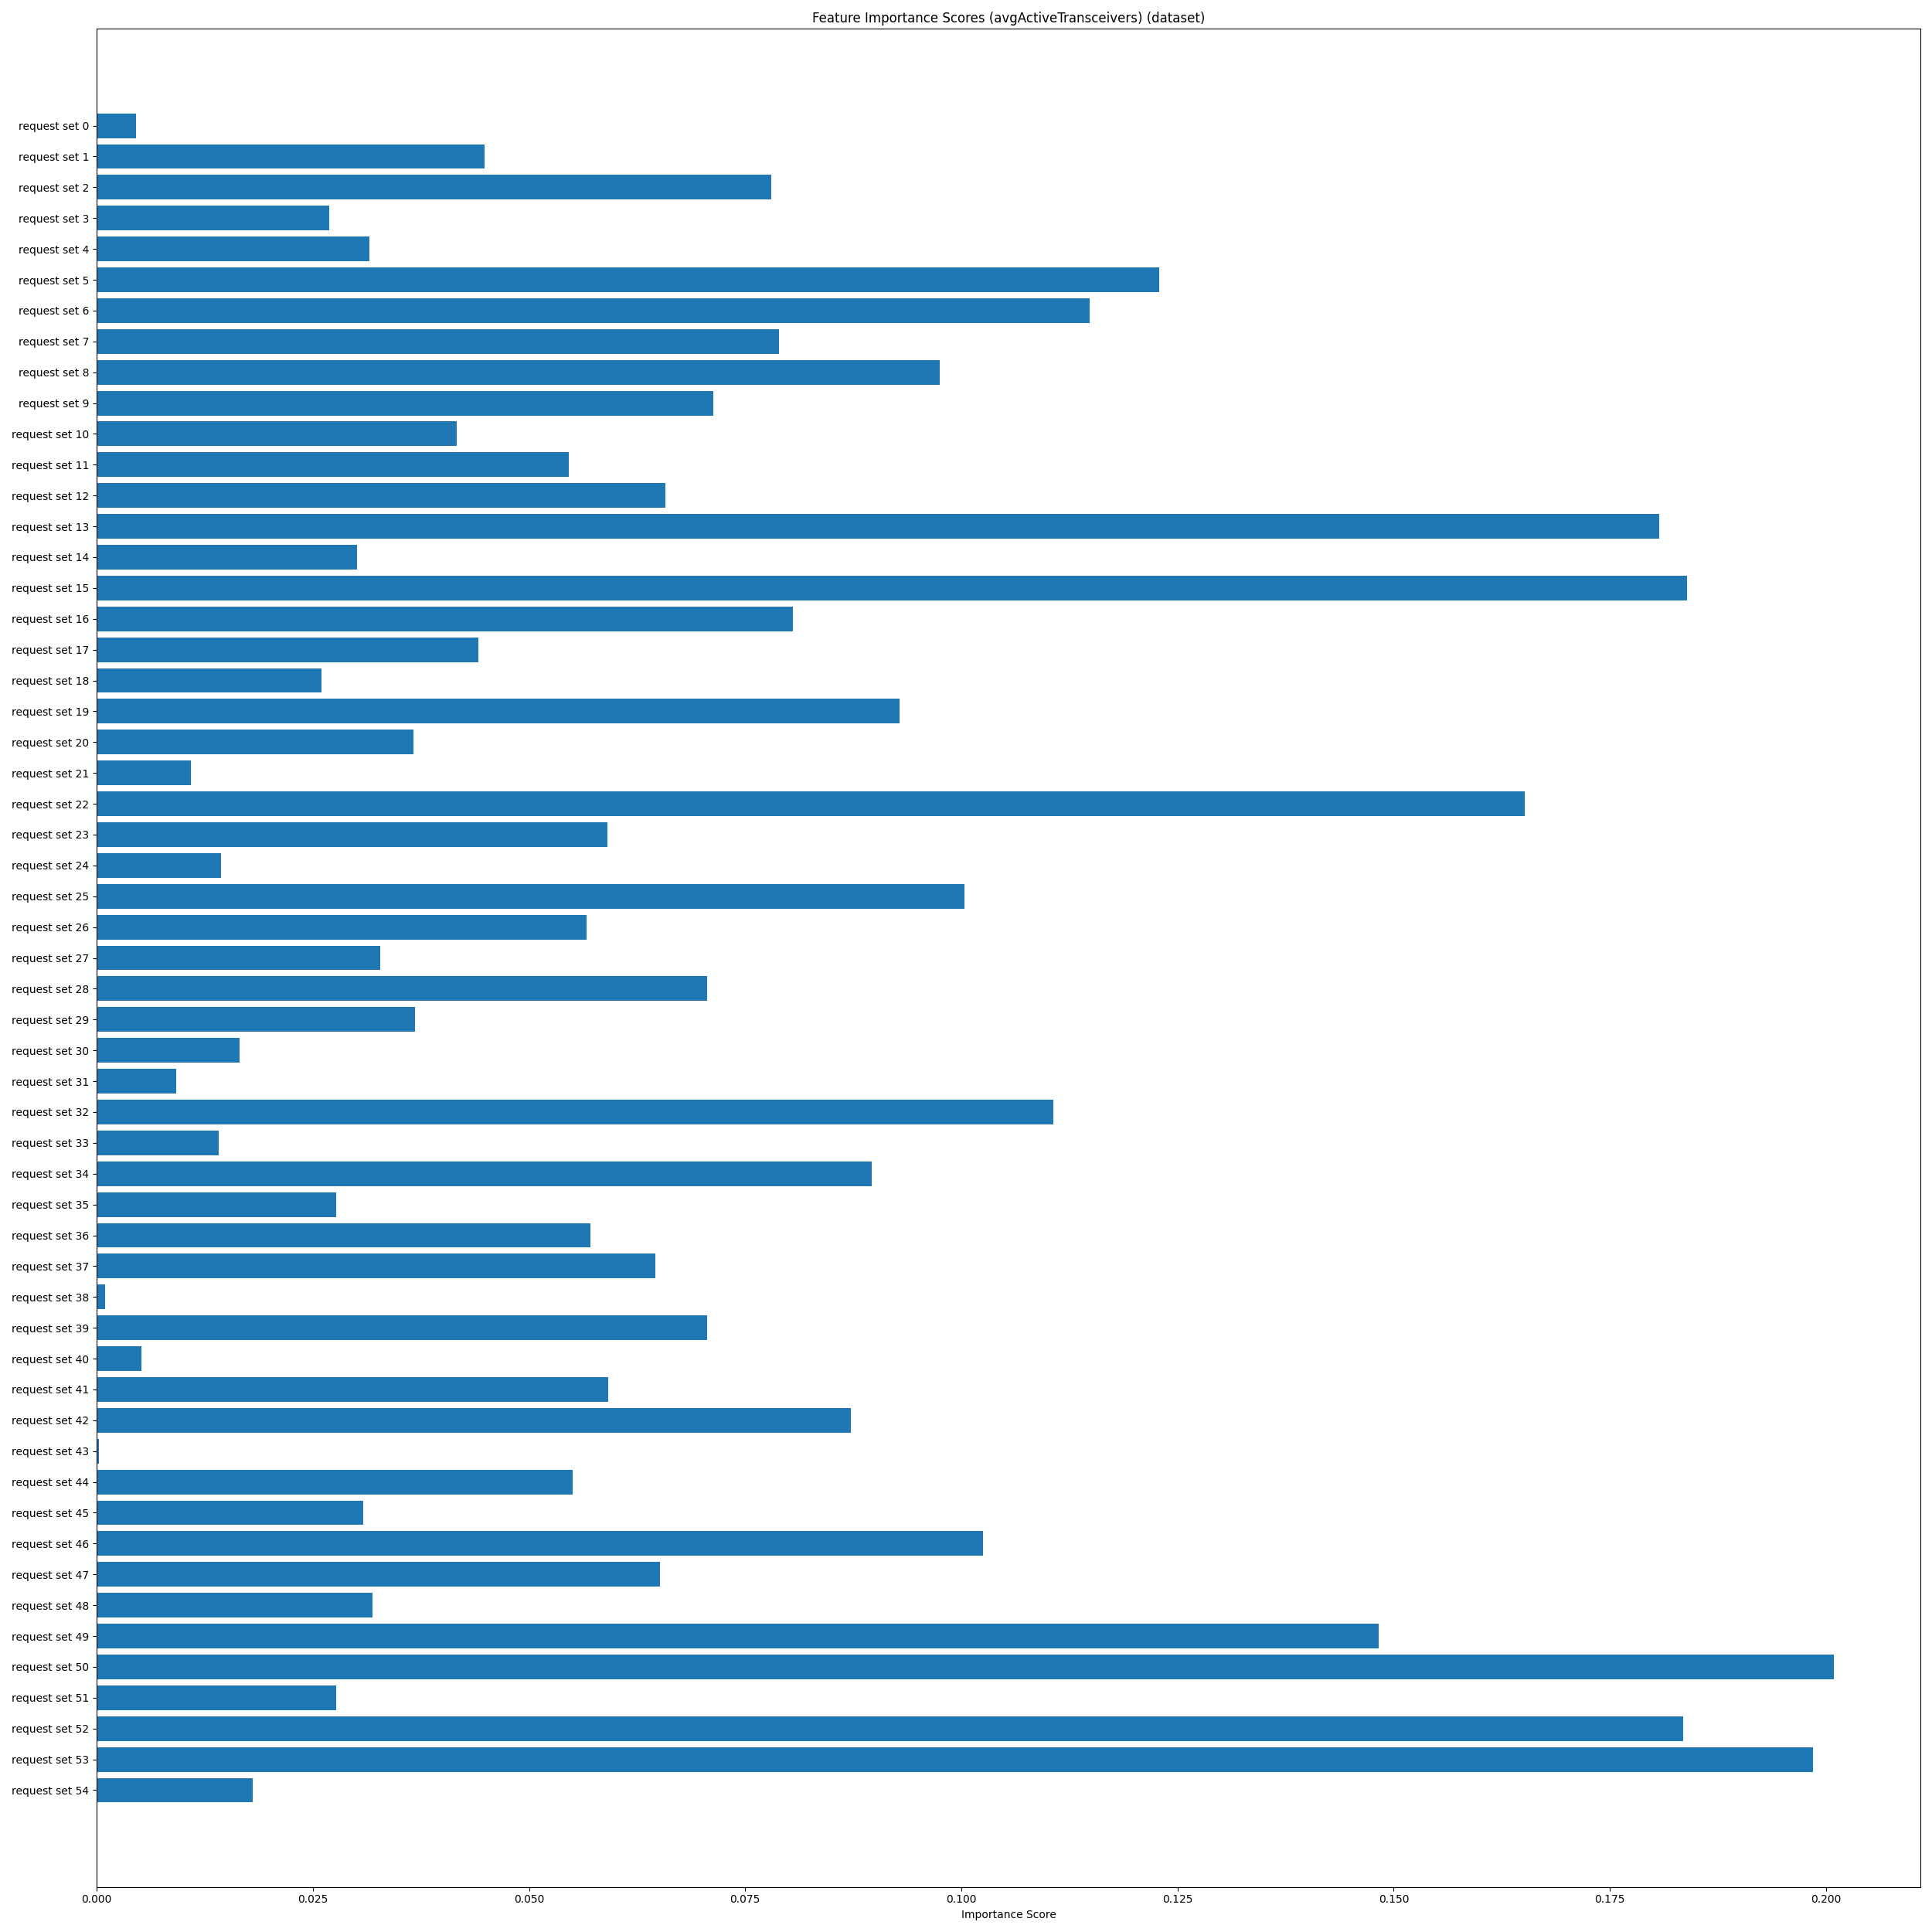 Feature Importance Scores (avgActiveTransceivers) (dataset)
request set 0
request set 1
request set 2
request set 3
request set 4
request set 5
request set 6
request set 7
request set 8
request set 9
request set 10
request set 11
request set 12
request set 13
request set 14
request set 15
request set 16
request set 17
request set 18
request set 19
request set 20
request set 21
request set 22
request set 23
request set 24
request set 25
request set 26
request set 27
request set 28
request set 29
request set 30
request set 31
request set 32
request set 33
request set 34
request set 35
request set 36
request set 37
request set 38
request set 39
request set 40
request set 41
request set 42
request set 43
request set 44
request set 45
request set 46
request set 47
request set 48
request set 49
request set 50
request set 51
request set 52
request set 53
request set 54
0.000 0.025 0.050 0.075 0.100 0.125 0.150 0.175 0.200
Importance Score